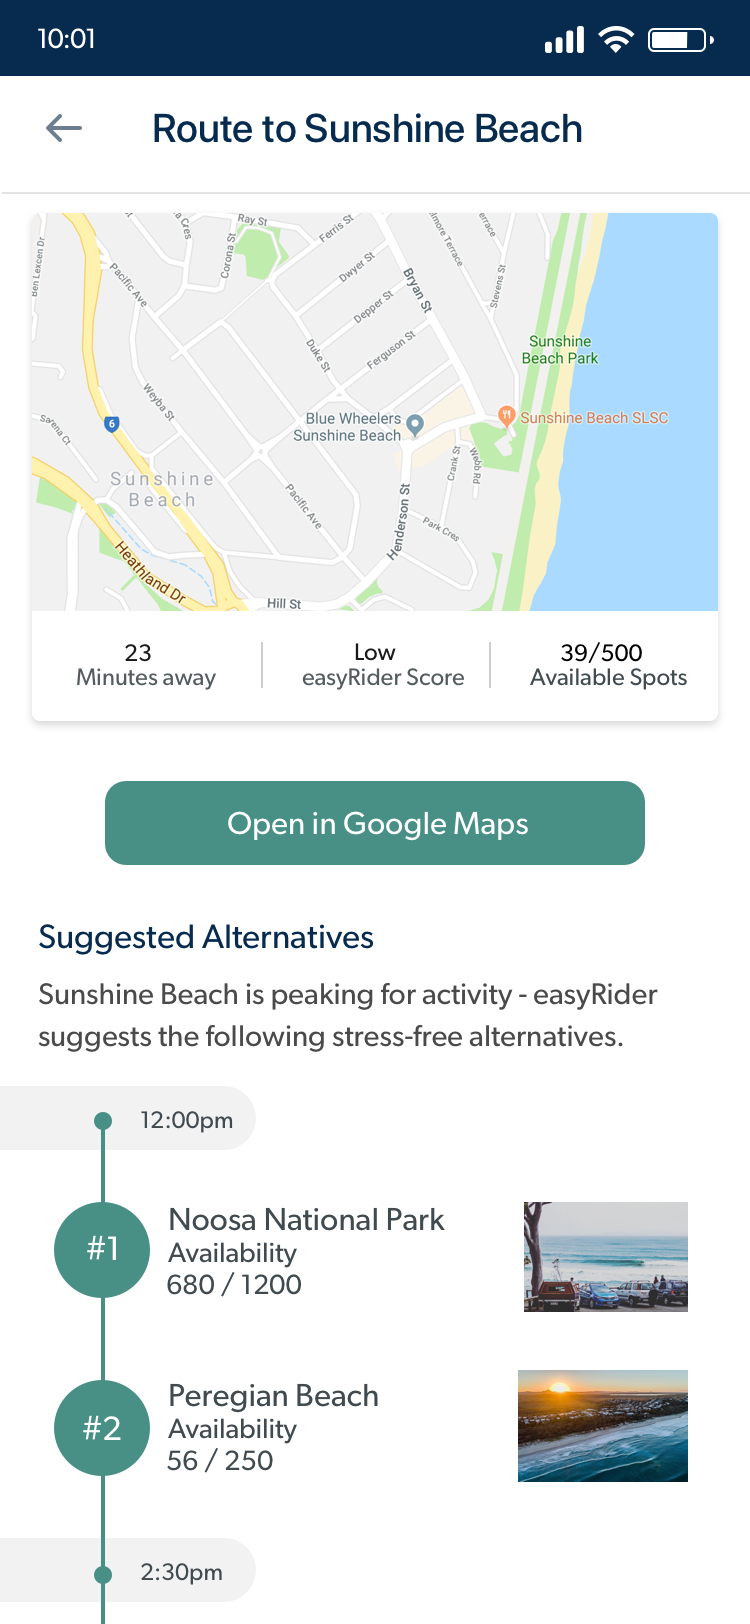 10:01
Route to Sunshine Beach
Ray St
Ferris St
Corona St
Dwyer St
Bryan St
Stevens St
Ben Lexcen Dr
Pacific Ave
Depper St
Duke St
Ferguson St
Sunshine
Beach Park
Weyba St
6
Blue Wheelers
Sunshine Beach
Sunshine Beach SLSC
Crank St
Webb Rd
Sunshine
Beach
Pacific Ave
Henderson St
Park Cres
Heathland Dr
Hill St
23
Minutes away
Low
easyRider Score
39/500
Available Spots
Open in Google Maps
Suggested Alternatives
Sunshine Beach is peaking for activity - easyRider
suggests the following stress-free alternatives.
12:00pm
#1
Noosa National Park
Availability
680 / 1200
#2
Peregian Beach
Availability
56 / 250
2:30pm